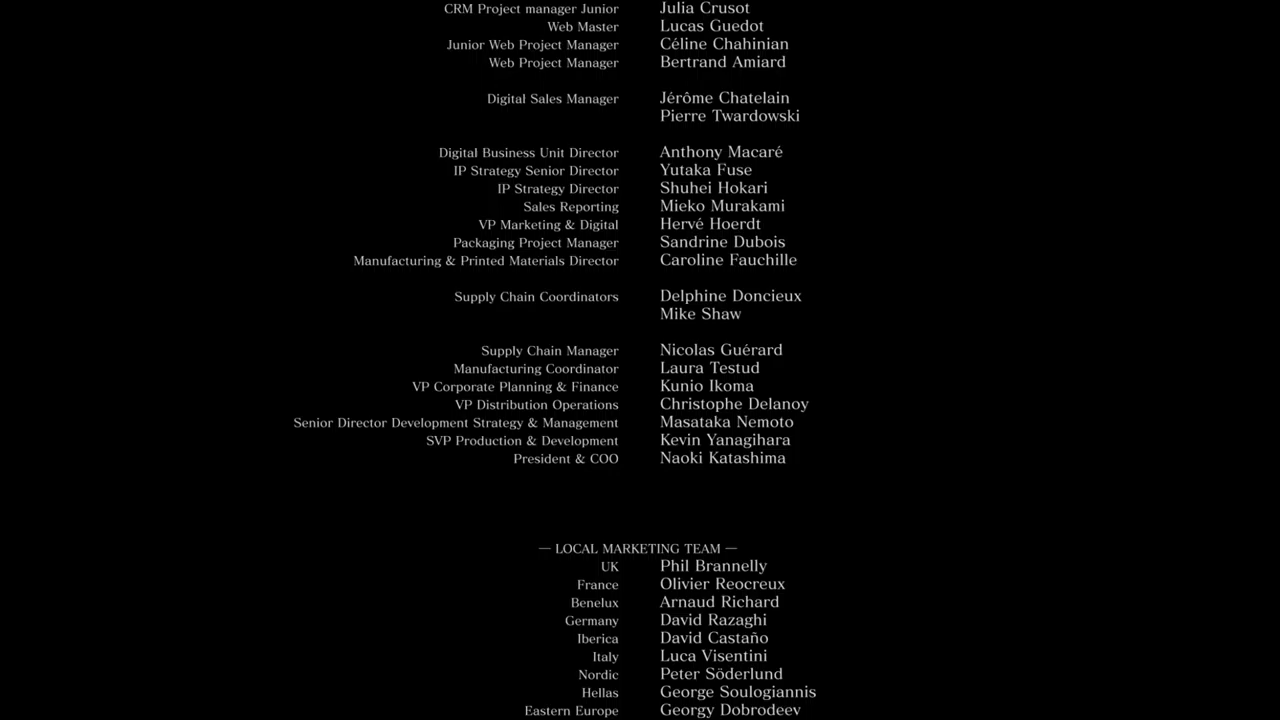 CRM Project manager Junior Julia Crusot
Web Master Lucas Guedot
Junior Web Project Manager Céline Chahinian
Web Project Manager Bertrand Amiard
Digital Sales Manager Jérôme Chatelain
Pierre Twardowski
Digital Business Unit Director Anthony Macaré
IP Strategy Senior Director Yutaka Fuse
IP Strategy Director Shuhei Hokari
Sales Reporting Mieko Murakami
VP Marketing & Digital Hervé Hoerdt
Packaging Project Manager Sandrine Dubois
Manufacturing & Printed Materials Director Caroline Fauchille
Supply Chain Coordinators Delphine Doncieux
Mike Shaw
Supply Chain Manager Nicolas Guérard
Manufacturing Coordinator Laura Testud
VP Corporate Planning & Finance Kunio Ikoma
VP Distribution Operations Christophe Delanoy
Senior Director Development Strategy & Management Masataka Nemoto
SVP Production & Development Kevin Yanagihara
President & COO Naoki Katashima
— LOCAL MARKETING TEAM —
UK Phil Brannelly
France Olivier Reocreux
Benelux Arnaud Richard
Germany David Razaghi
Iberica David Castaño
Italy Luca Visentini
Nordic Peter Söderlund
Hellas George Soulogiannis
Eastern Europe Georgy Dobrodeev